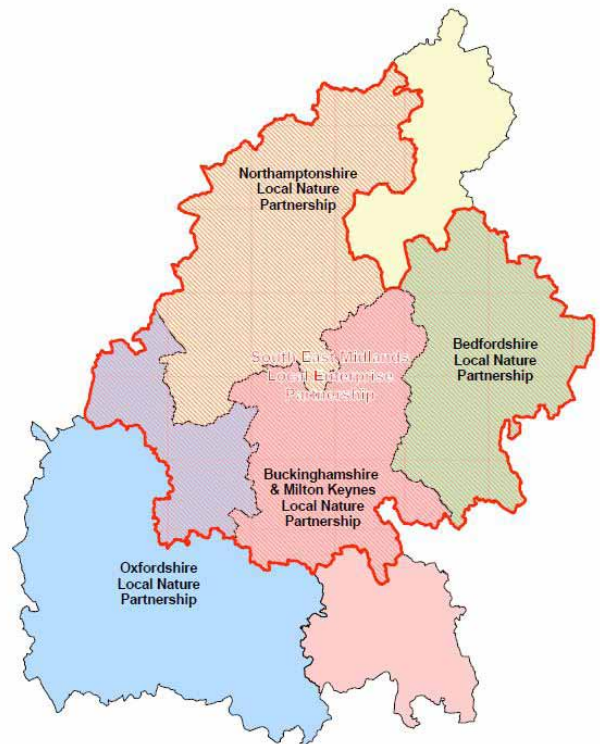 Northamptonshire
Local Nature
Partnership
Bedfordshire
Local Nature
Partnership
South East Midlands
Local Enterprise
Partnership
Buckinghamshire
& Milton Keynes
Local Nature
Partnership
Oxfordshire
Local Nature
Partnership